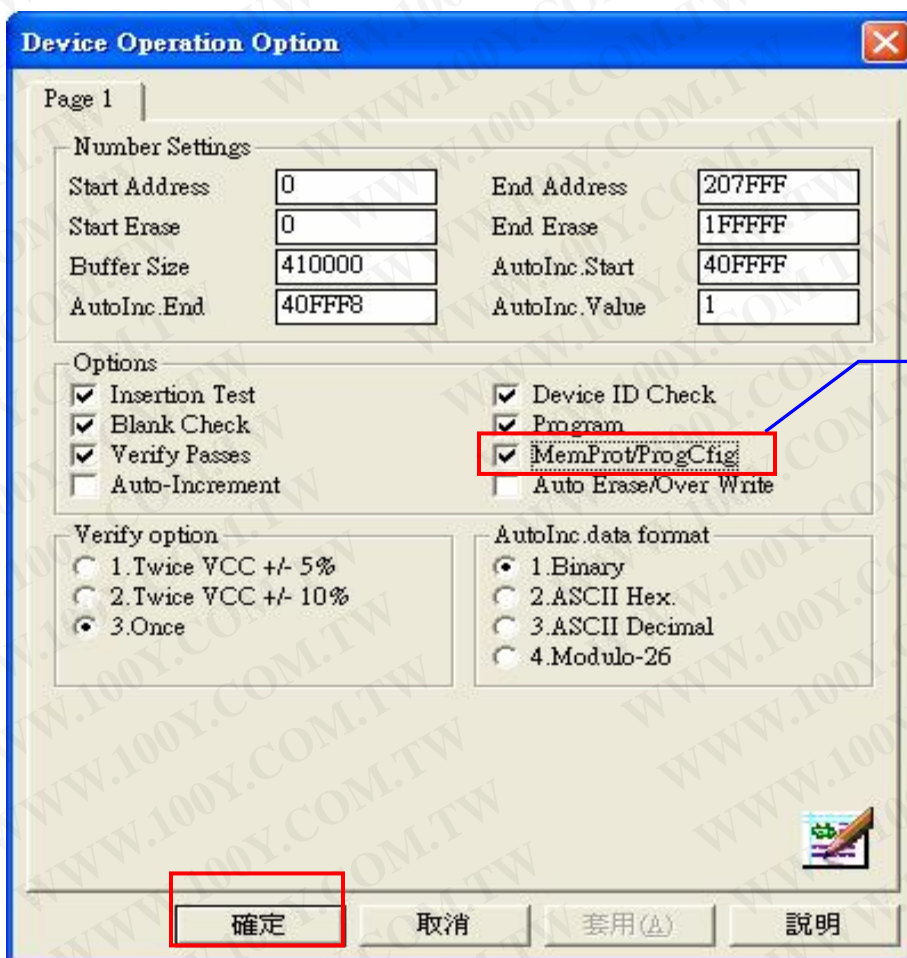 Device Operation Option
Page 1
Number Settings
Start Address 0 End Address 207FFF
Start Erase 0 End Erase 1FFFFF
Buffer Size 410000 AutoInc.Start 40FFFF
AutoInc.End 40FFF8 AutoInc.Value 1
Options
Insertion Test Device ID Check
Blank Check Program
Verify Passes MemProt/ProgCfig
Auto-Increment Auto Erase/Over Write
Verify option AutoInc.data format
1.Twice VCC +/- 5% 1.Binary
2.Twice VCC +/- 10% 2.ASCII Hex.
3.Once 3.ASCII Decimal
4.Modulo-26
確定 取消 套用(A) 說明
WWW.100Y.COM.TW